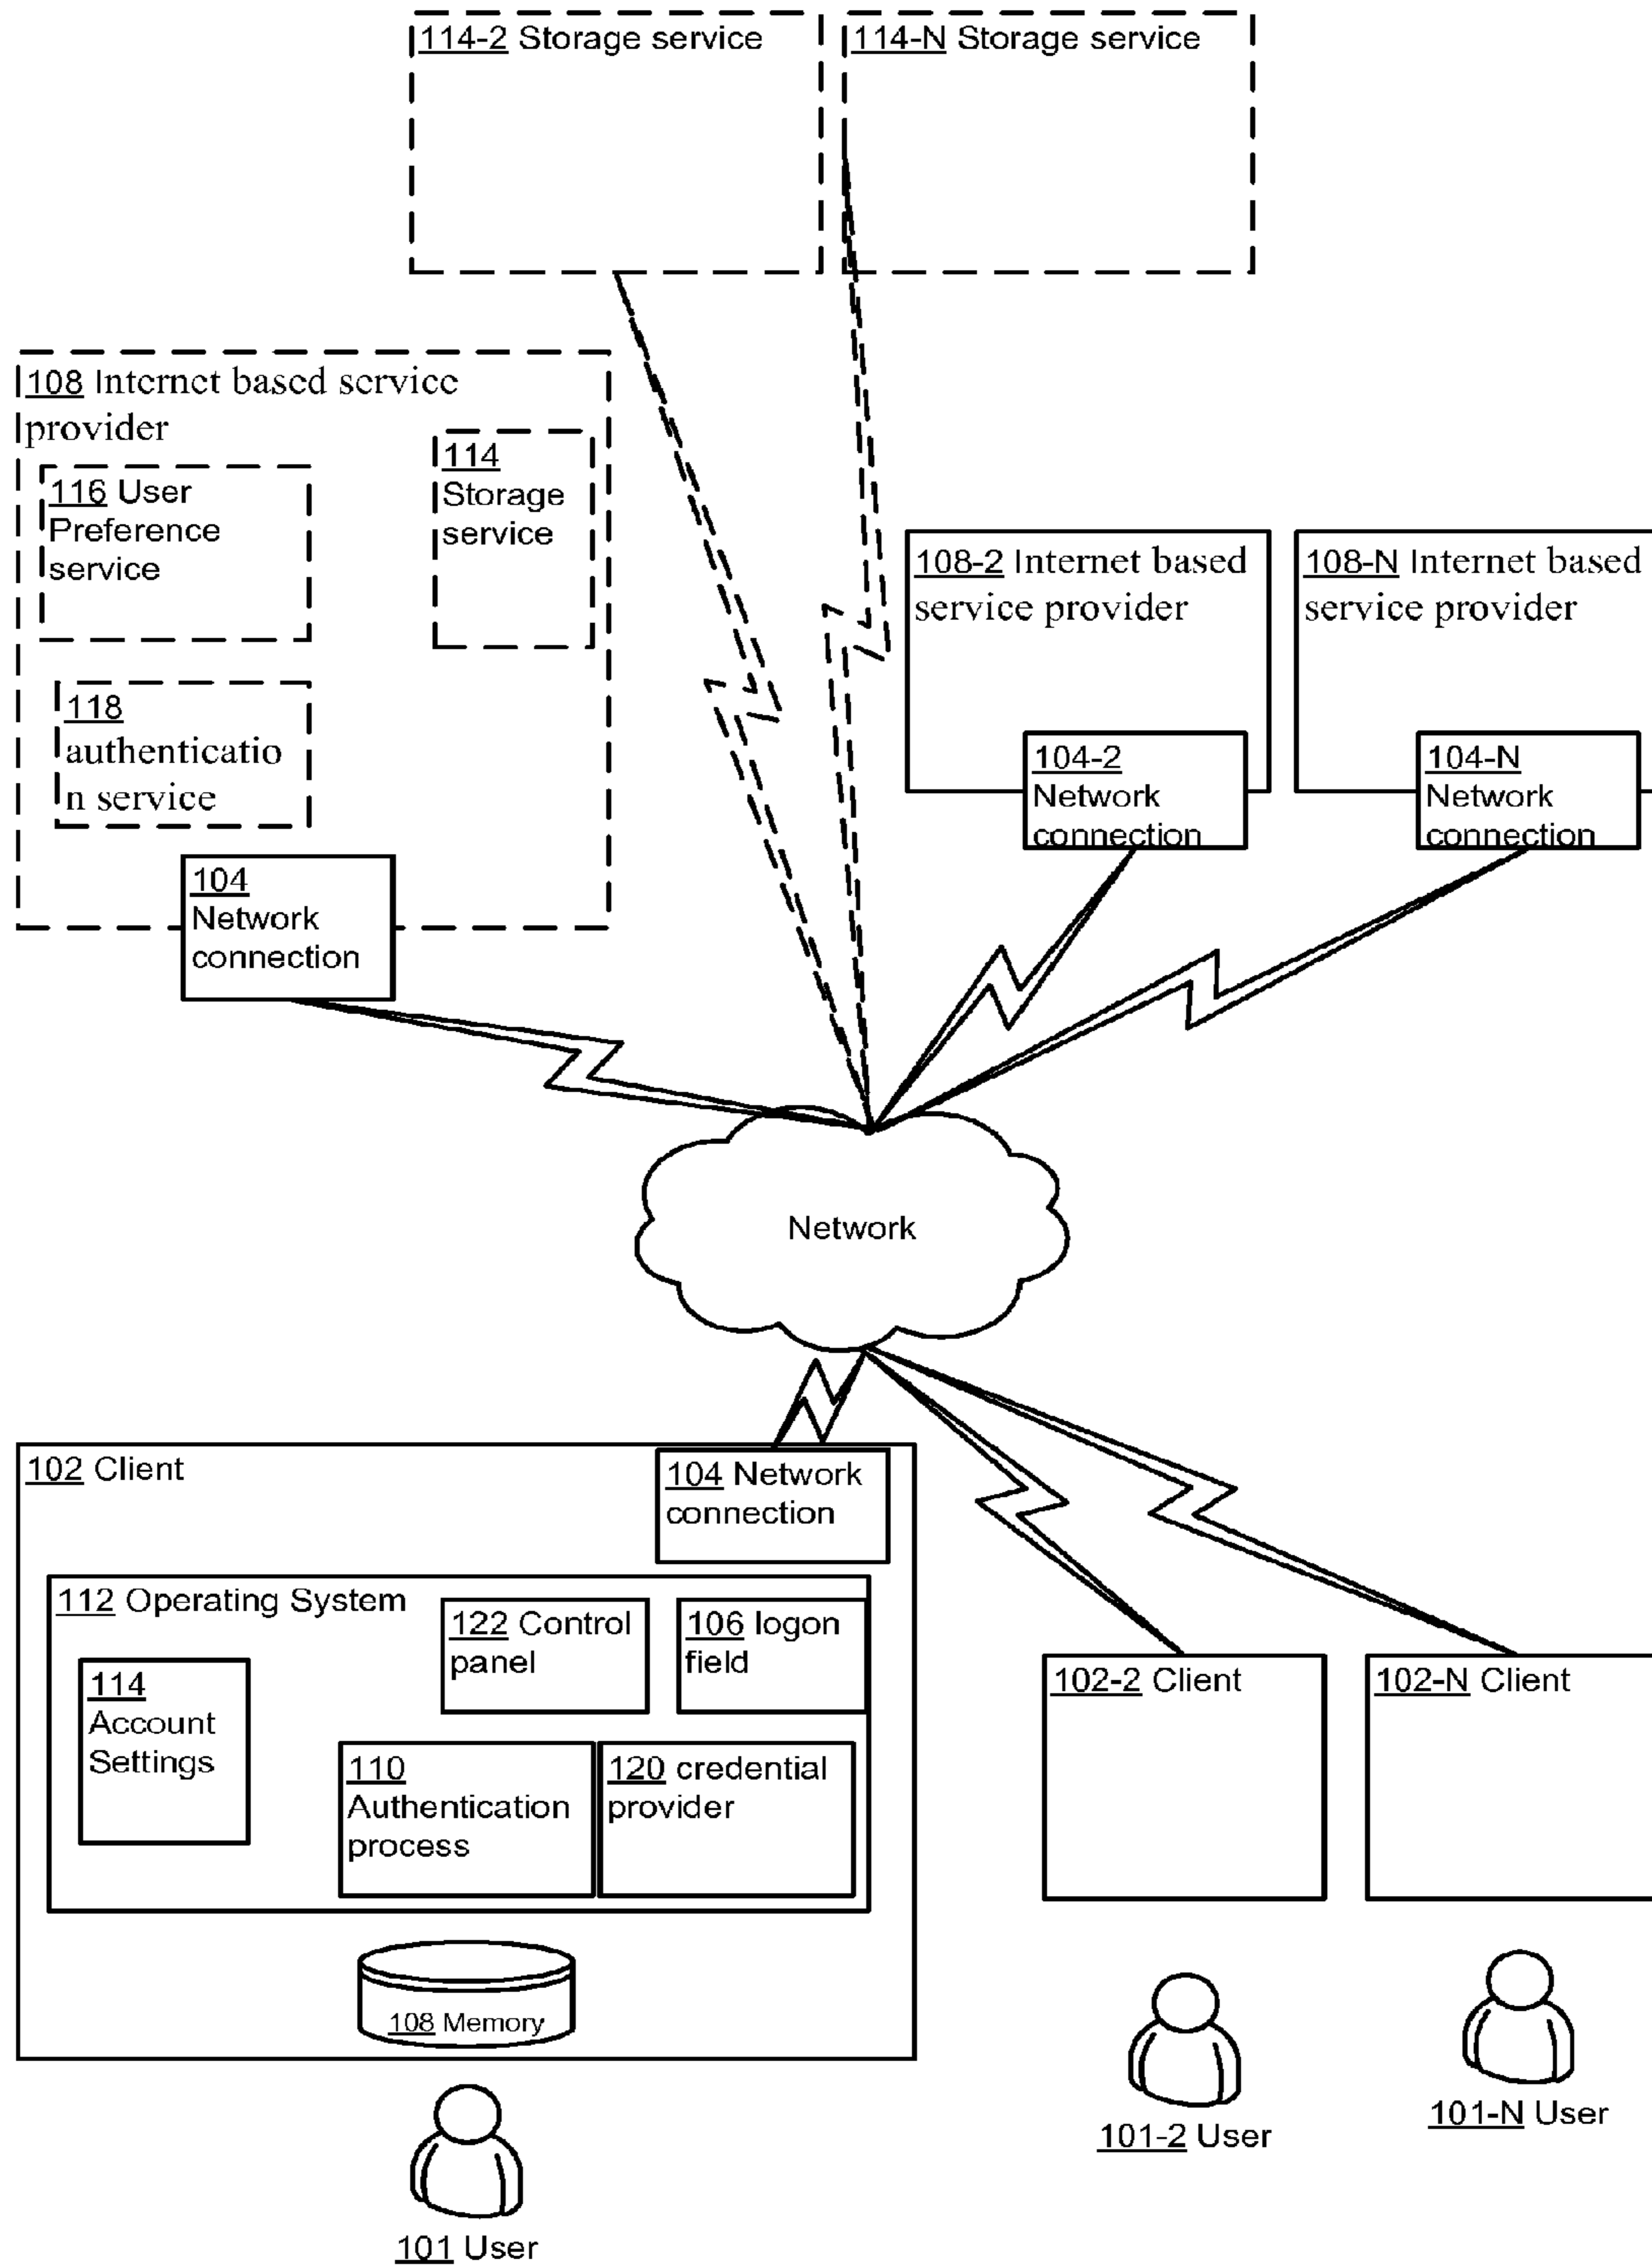 114-2 Storage service
114-N Storage service
108 Internet based service
provider
114
Storage
service
116 User
Preference
service
118
authenticatio
n service
104
Network
connection
108-2 Internet based
service provider
108-N Internet based
service provider
104-2
Network
connection
104-N
Network
connection
Network
102 Client
104 Network
connection
112 Operating System
122 Control
panel
106 logon
field
114
Account
Settings
110
Authentication
process
120 credential
provider
108 Memory
102-2 Client
102-N Client
101-2 User
101-N User
101 User